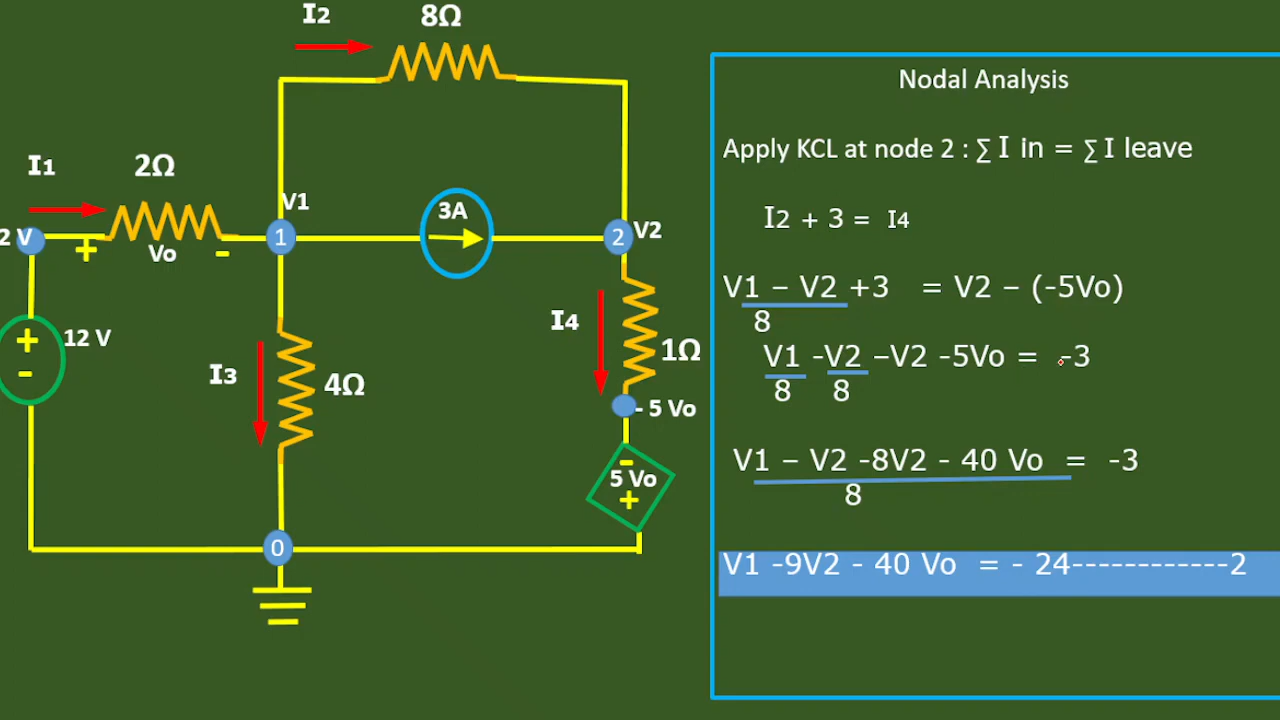 I2
8Ω
I1
2Ω
2 V
+
Vo
-
V1
1
3A
2
V2
+
-
12 V
I3
4Ω
I4
1Ω
- 5 Vo
-
5 Vo
+
0
Nodal Analysis
Apply KCL at node 2 : ∑ I in = ∑ I leave
I2 + 3 = I4
V1 – V2 +3 = V2 – (-5Vo)
8
V1 -V2 –V2 -5Vo = -3
8 8
V1 – V2 -8V2 - 40 Vo = -3
8
V1 -9V2 - 40 Vo = - 24------------2